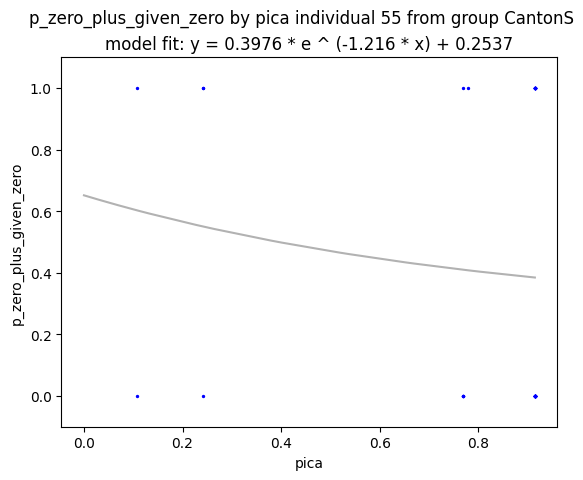 p_zero_plus_given_zero by pica individual 55 from group CantonS
model fit: y = 0.3976 * e ^ (-1.216 * x) + 0.2537
1.0
0.8
0.6
0.4
0.2
0.0
p_zero_plus_given_zero
0.0 0.2 0.4 0.6 0.8
pica